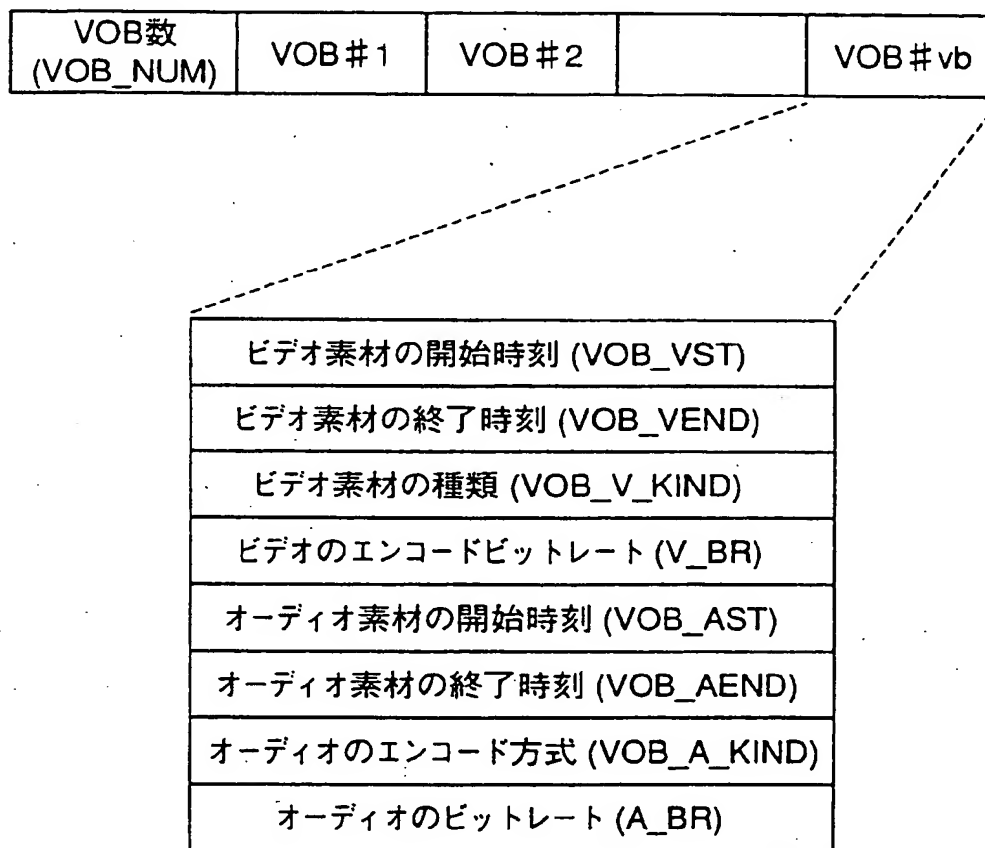 VOB数
(VOB_NUM)
VOB#1
VOB#2
VOB#vb
ビデオ素材の開始時刻 (VOB_VST)
ビデオ素材の終了時刻 (VOB_VEND)
ビデオ素材の種類 (VOB_V_KIND)
ビデオのエンコードビットレート (V_BR)
オーディオ素材の開始時刻 (VOB_AST)
オーディオ素材の終了時刻 (VOB_AEND)
オーディオのエンコード方式 (VOB_A_KIND)
オーディオのビットレート (A_BR)